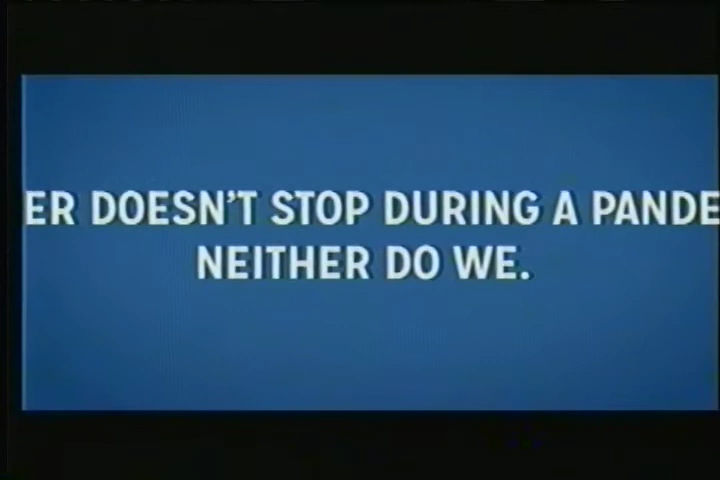 ER DOESN'T STOP DURING A PANDE
NEITHER DO WE.